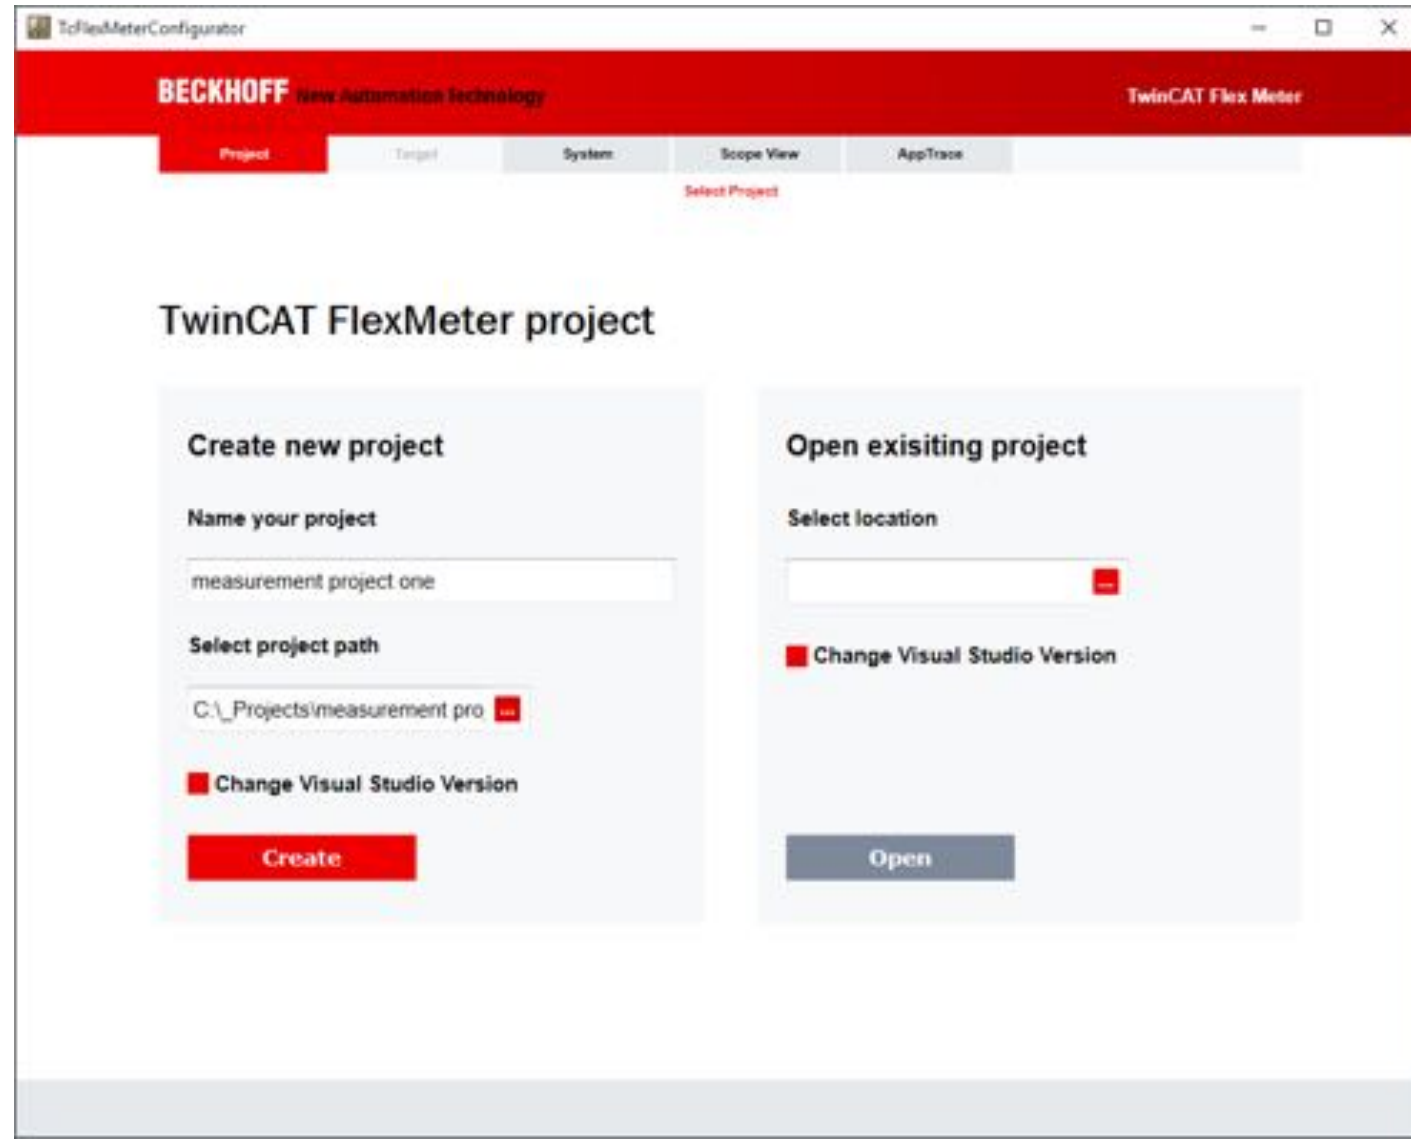 TcFlexMeterConfigurator
BECKHOFF New Automation Technology
TwinCAT Flex Meter
Project Target System Scope View AppTrace
Select Project
TwinCAT FlexMeter project
Create new project
Name your project
measurement project one
Select project path
C:\_Projects\measurement pro ...
Change Visual Studio Version
Create
Open exisiting project
Select location
...
Change Visual Studio Version
Open